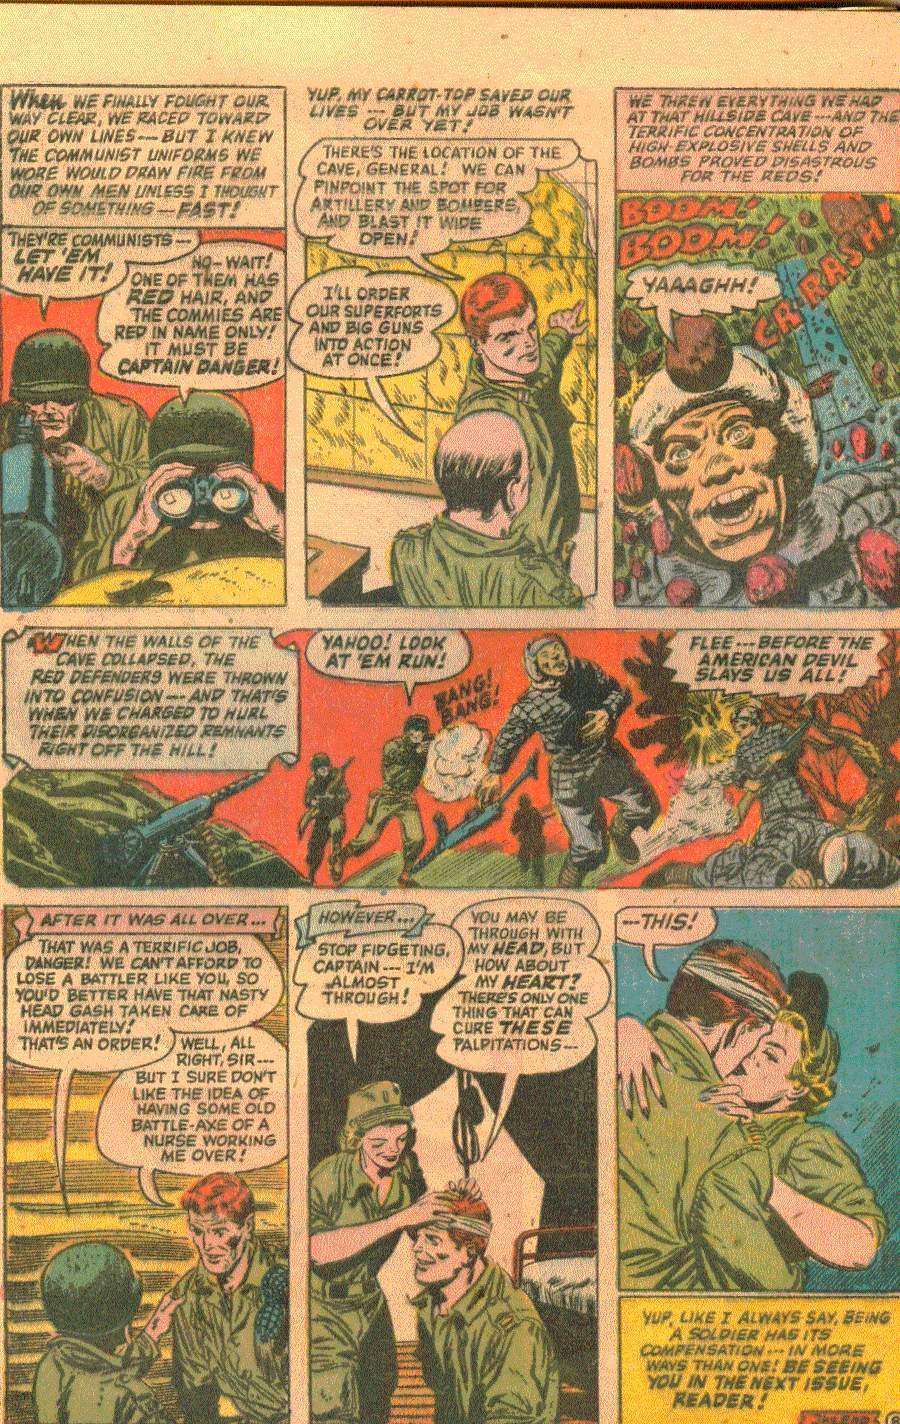 When WE FINALLY FOUGHT OUR
WAY CLEAR, WE RACED TOWARD
OUR OWN LINES--BUT I KNEW
THE COMMUNIST UNIFORMS WE
WORE WOULD DRAW FIRE FROM
OUR OWN MEN UNLESS I THOUGHT
OF SOMETHING--FAST!
THEY'RE COMMUNISTS--
LET 'EM
HAVE IT!
NO--WAIT!
ONE OF THEM HAS
RED HAIR, AND
THE COMMIES ARE
RED IN NAME ONLY!
IT MUST BE
CAPTAIN DANGER!
YUP, MY CARROT-TOP SAVED OUR
LIVES--- BUT MY JOB WASN'T
OVER YET!
THERE'S THE LOCATION OF THE
CAVE, GENERAL! WE CAN
PINPOINT THE SPOT FOR
ARTILLERY AND BOMBERS,
AND BLAST IT WIDE
OPEN!
I'LL ORDER
OUR SUPERFORTS
AND BIG GUNS
INTO ACTION
AT ONCE!
WE THREW EVERYTHING WE HAD
AT THAT HILLSIDE CAVE---AND THE
TERRIFIC CONCENTRATION OF
HIGH-EXPLOSIVE SHELLS AND
BOMBS PROVED DISASTROUS
FOR THE REDS!
BOOM!
BOOM!
CR-RASH!
YAAAGHH!
WHEN THE WALLS OF THE
CAVE COLLAPSED, THE
RED DEFENDERS WERE THROWN
INTO CONFUSION---AND THAT'S
WHEN WE CHARGED TO HURL
THEIR DISORGANIZED REMNANTS
RIGHT OFF THE HILL!
YAHOO! LOOK
AT 'EM RUN!
BANG!
BANG!
FLEE---BEFORE THE
AMERICAN DEVIL
SLAYS US ALL!
AFTER IT WAS ALL OVER...
THAT WAS A TERRIFIC JOB,
DANGER! WE CAN'T AFFORD TO
LOSE A BATTLER LIKE YOU, SO
YOU'D BETTER HAVE THAT NASTY
HEAD GASH TAKEN CARE OF
IMMEDIATELY!
THAT'S AN ORDER!
WELL, ALL
RIGHT, SIR---
BUT I SURE DON'T
LIKE THE IDEA OF
HAVING SOME OLD
BATTLE-AXE OF A
NURSE WORKING
ME OVER!
HOWEVER...
STOP FIDGETING,
CAPTAIN---I'M
ALMOST
THROUGH!
YOU MAY BE
THROUGH WITH
MY HEAD, BUT
HOW ABOUT
MY HEART?
THERE'S ONLY ONE
THING THAT CAN
CURE THESE
PALPITATIONS---
---THIS!
YUP, LIKE I ALWAYS SAY, BEING
A SOLDIER HAS ITS
COMPENSATION---IN MORE
WAYS THAN ONE! BE SEEING
YOU IN THE NEXT ISSUE,
READER!